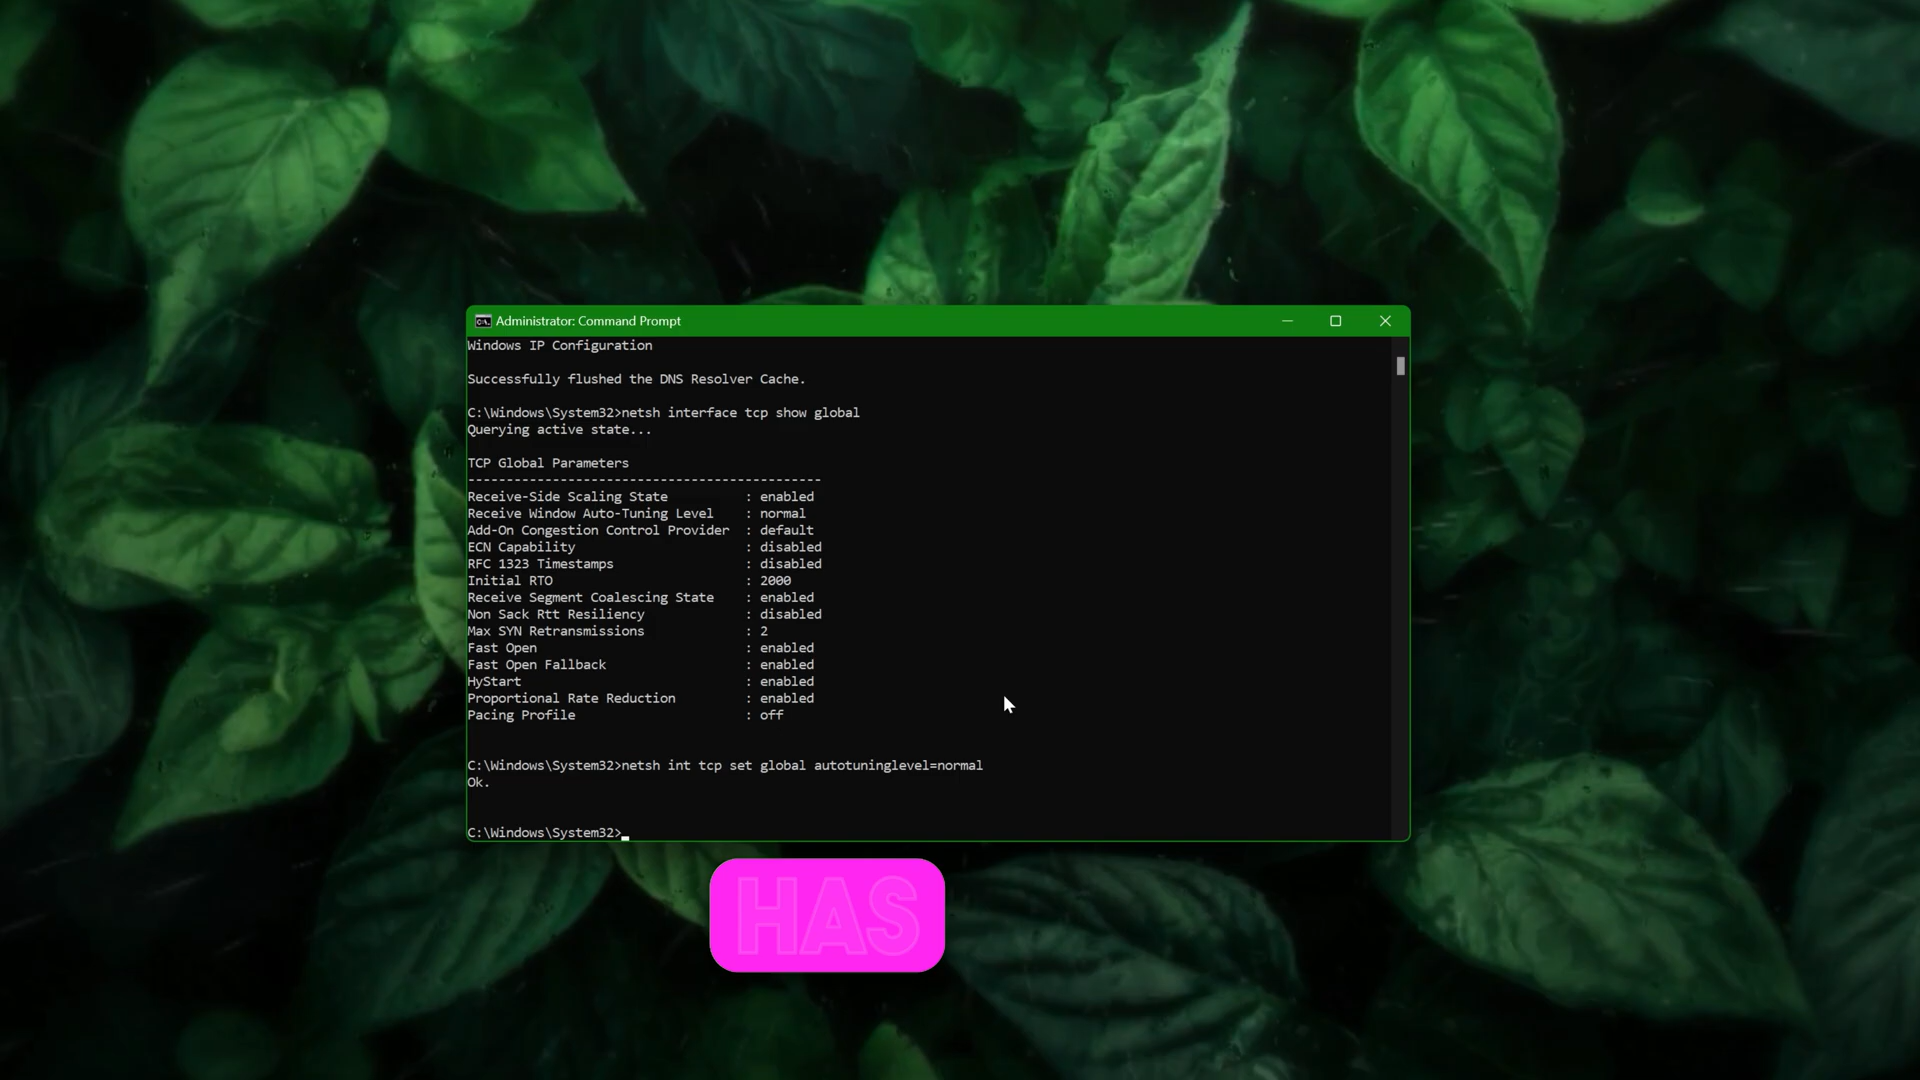 Administrator: Command Prompt
Windows IP Configuration
Successfully flushed the DNS Resolver Cache.
C:\Windows\System32>netsh interface tcp show global
Querying active state...
TCP Global Parameters
----------------------------------------------
Receive-Side Scaling State          : enabled
Receive Window Auto-Tuning Level    : normal
Add-On Congestion Control Provider  : default
ECN Capability                      : disabled
RFC 1323 Timestamps                 : disabled
Initial RTO                         : 2000
Receive Segment Coalescing State    : enabled
Non Sack Rtt Resiliency             : disabled
Max SYN Retransmissions             : 2
Fast Open                           : enabled
Fast Open Fallback                  : enabled
HyStart                             : enabled
Proportional Rate Reduction         : enabled
Pacing Profile                      : off
C:\Windows\System32>netsh int tcp set global autotuninglevel=normal
Ok.
C:\Windows\System32>
HAS